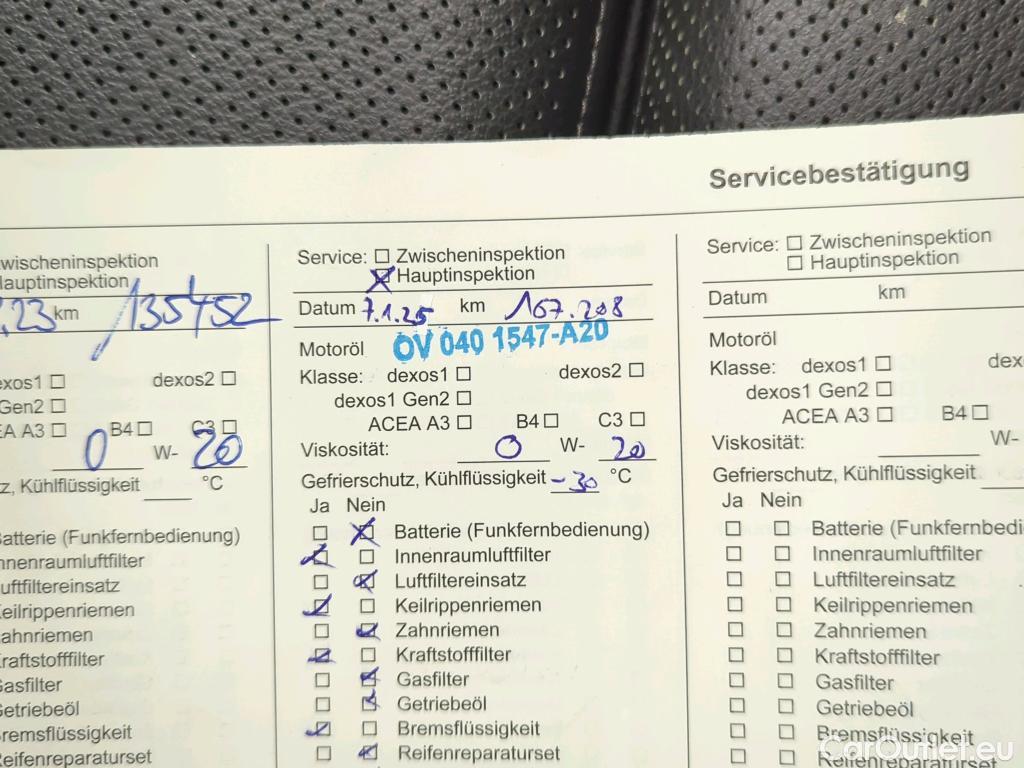 Servicebestätigung
wischeninspektion
auptinspektion
.23 km 135452
exos1 ☐ dexos2 ☐
Gen2 ☐
A3 ☐ B4 ☐ C3 ☐
0 W- 20
z, Kühlflüssigkeit °C
atterie (Funkfernbedienung)
nnenraumluftfilter
uftfiltereinsatz
eilrippenriemen
ahnriemen
raftstofffilter
Gasfilter
Getriebeöl
remsflüssigkeit
eifenreparaturset
Service: ☐ Zwischeninspektion
☒ Hauptinspektion
Datum 7.1.25 km 167.208
OV 040 1547-A20
Motoröl
Klasse: dexos1 ☐ dexos2 ☐
dexos1 Gen2 ☐
ACEA A3 ☐ B4 ☐ C3 ☐
Viskosität: 0 W- 20
Gefrierschutz, Kühlflüssigkeit -30 °C
Ja Nein
☐ ☒ Batterie (Funkfernbedienung)
☒ ☐ Innenraumluftfilter
☐ ☒ Luftfiltereinsatz
☒ ☐ Keilrippenriemen
☐ ☒ Zahnriemen
☒ ☐ Kraftstofffilter
☐ ☒ Gasfilter
☐ ☒ Getriebeöl
☒ ☐ Bremsflüssigkeit
☐ ☒ Reifenreparaturset
Service: ☐ Zwischeninspektion
☐ Hauptinspektion
Datum km
Motoröl
Klasse: dexos1 ☐ dex
dexos1 Gen2 ☐
ACEA A3 ☐ B4 ☐
Viskosität: W-
Gefrierschutz, Kühlflüssigkeit
Ja Nein
☐ ☐ Batterie (Funkfernbedi
☐ ☐ Innenraumluftfilter
☐ ☐ Luftfiltereinsatz
☐ ☐ Keilrippenriemen
☐ ☐ Zahnriemen
☐ ☐ Kraftstofffilter
☐ ☐ Gasfilter
☐ ☐ Getriebeöl
☐ ☐ Bremsflüssigkeit
☐ ☐ Reifenreparaturset
CarOutlet.eu